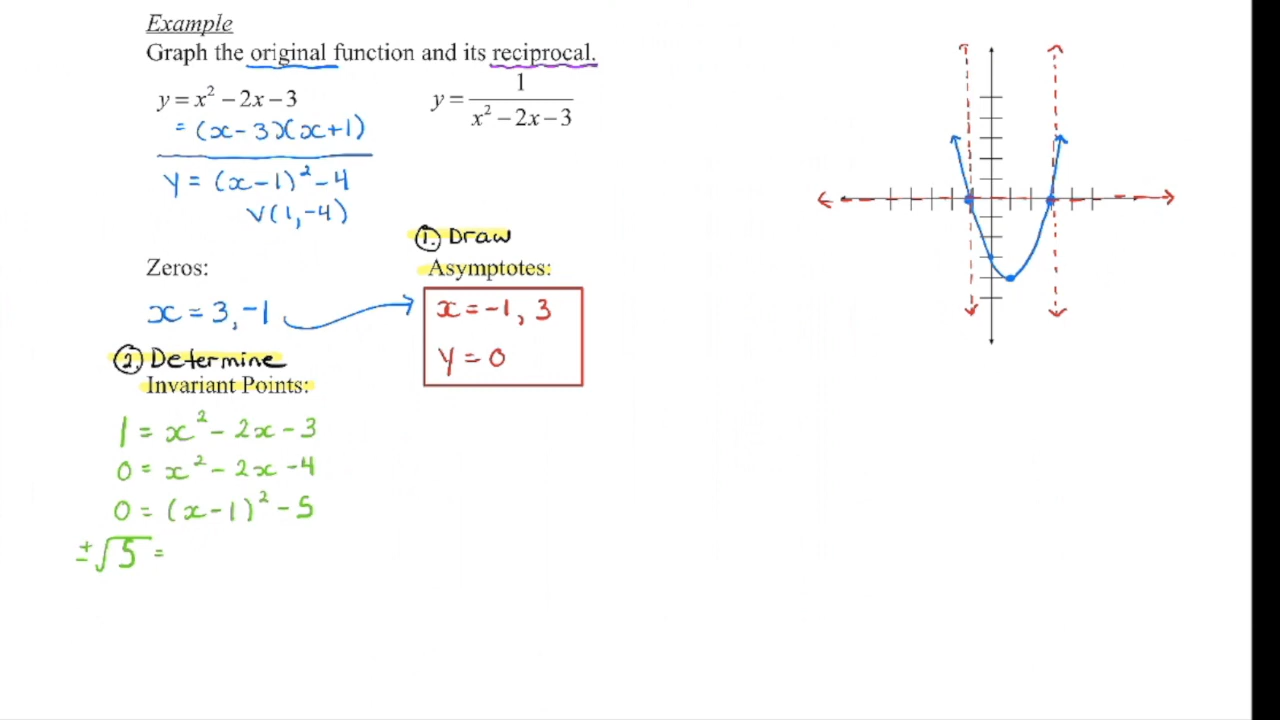 Example
Graph the original function and its reciprocal.
y = x² − 2x − 3
= (x − 3)(x + 1)
y = (x − 1)² − 4
V(1, −4)
y = 1 / (x² − 2x − 3)
① Draw
Asymptotes:
x = −1, 3
y = 0
Zeros:
x = 3, −1
② Determine
Invariant Points:
1 = x² − 2x − 3
0 = x² − 2x − 4
0 = (x − 1)² − 5
±√5 =